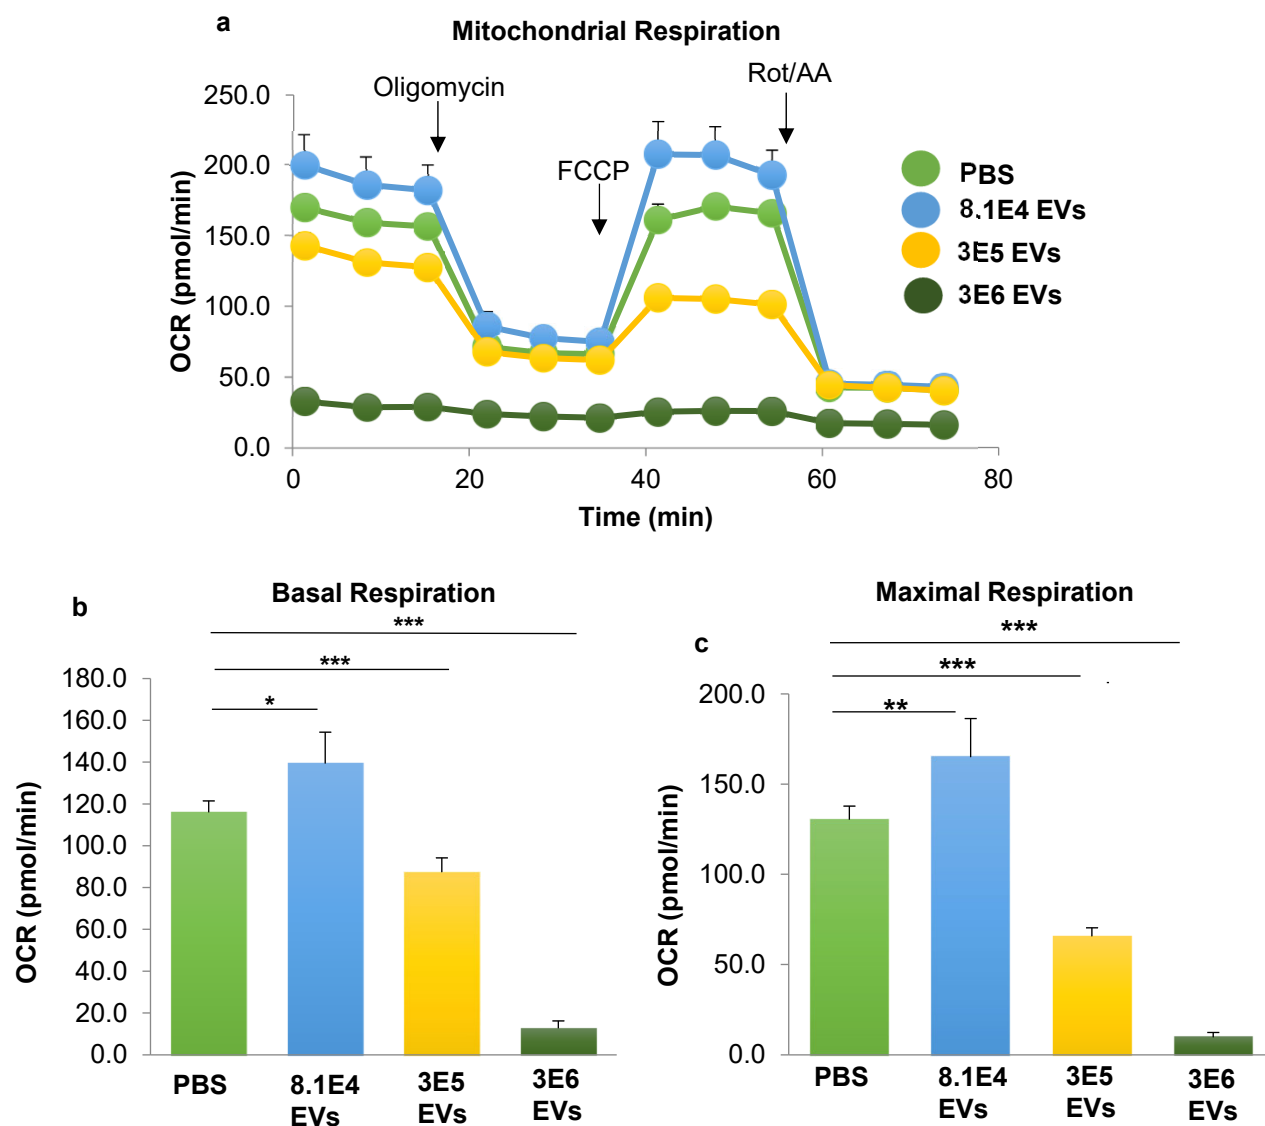 a
Mitochondrial Respiration
Oligomycin
FCCP
Rot/AA
250.0
200.0
150.0
100.0
50.0
0.0
OCR (pmol/min)
0 20 40 60 80
Time (min)
PBS
8.1E4 EVs
3E5 EVs
3E6 EVs
b
Basal Respiration
***
***
*
180.0
160.0
140.0
120.0
100.0
80.0
60.0
40.0
20.0
0.0
OCR (pmol/min)
PBS
8.1E4
EVs
3E5
EVs
3E6
EVs
c
Maximal Respiration
***
***
**
200.0
150.0
100.0
50.0
0.0
OCR (pmol/min)
PBS
8.1E4
EVs
3E5
EVs
3E6
EVs